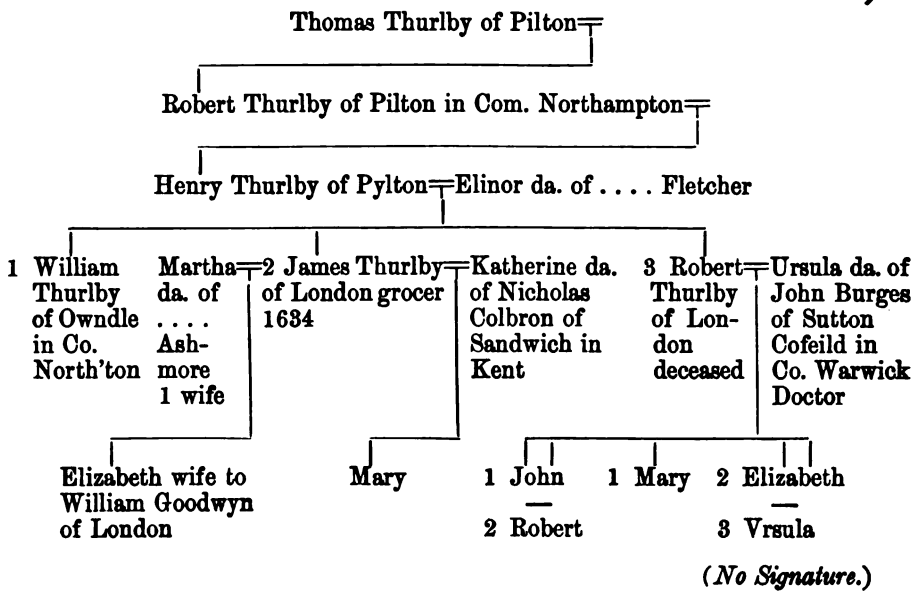 Thomas Thurlby of Pilton
Robert Thurlby of Pilton in Com. Northampton
Henry Thurlby of Pylton Elinor da. of .... Fletcher
1 William
Thurlby
of Owndle
in Co.
North'ton
Martha
da. of
....
Ash-
more
1 wife
2 James Thurlby
of London grocer
1634
Katherine da.
of Nicholas
Colbron of
Sandwich in
Kent
3 Robert
Thurlby
of Lon-
don
deceased
Ursula da. of
John Burges
of Sutton
Cofeild in
Co. Warwick
Doctor
Elizabeth wife to
William Goodwyn
of London
Mary
1 John
2 Robert
1 Mary
2 Elizabeth
3 Vrsula
(No Signature.)